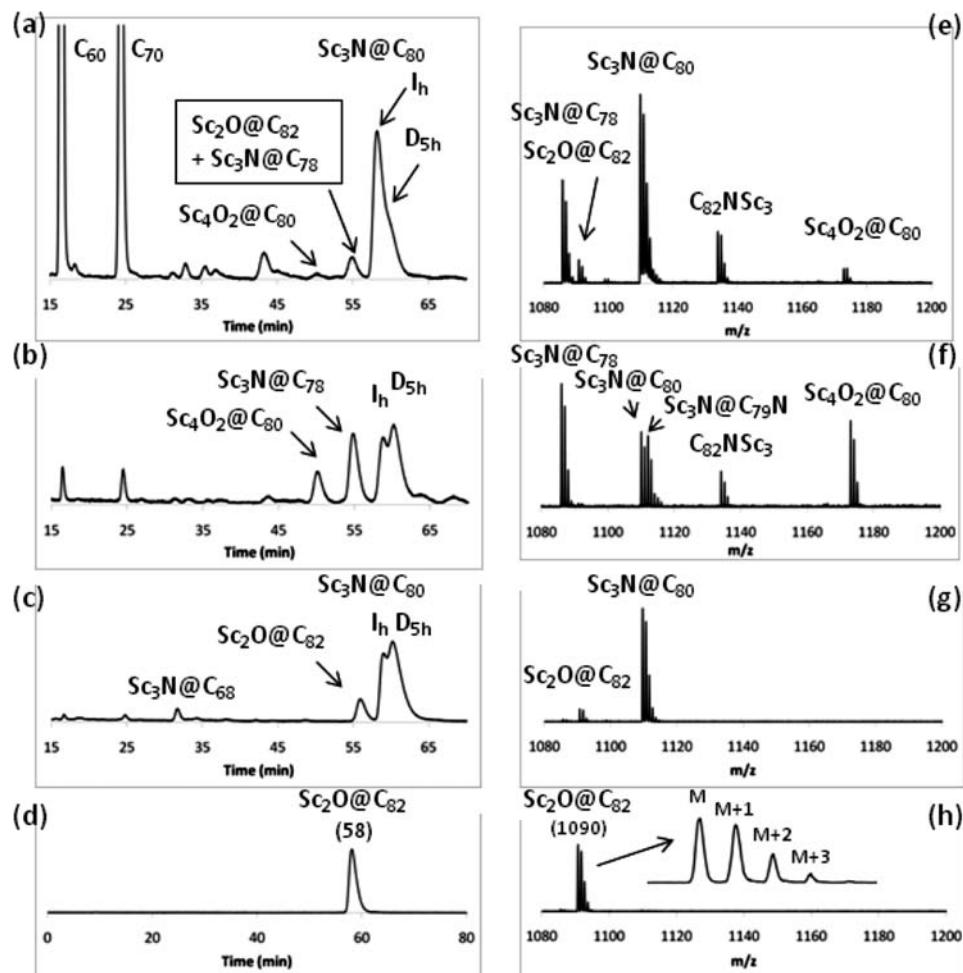 (a)
C₆₀ C₇₀
Sc₃N@C₈₀
Iₕ
D₅ₕ
Sc₂O@C₈₂
+ Sc₃N@C₇₈
Sc₄O₂@C₈₀
15 25 35 45 55 65
Time (min)
(e)
Sc₃N@C₈₀
Sc₃N@C₇₈
Sc₂O@C₈₂
C₈₂NSc₃
Sc₄O₂@C₈₀
1080 1100 1120 1140 1160 1180 1200
m/z
(b)
Sc₃N@C₇₈
Iₕ D₅ₕ
Sc₄O₂@C₈₀
15 25 35 45 55 65
Time (min)
(f)
Sc₃N@C₇₈
Sc₃N@C₈₀
Sc₃N@C₇₉N
Sc₄O₂@C₈₀
C₈₂NSc₃
1080 1100 1120 1140 1160 1180 1200
m/z
(c)
Sc₃N@C₈₀
Iₕ D₅ₕ
Sc₂O@C₈₂
Sc₃N@C₆₈
15 25 35 45 55 65
Time (min)
(g)
Sc₃N@C₈₀
Sc₂O@C₈₂
1080 1100 1120 1140 1160 1180 1200
m/z
(d)
Sc₂O@C₈₂
(58)
0 20 40 60 80
Time (min)
(h)
Sc₂O@C₈₂
(1090)
M
M+1
M+2
M+3
1080 1100 1120 1140 1160 1180 1200
m/z